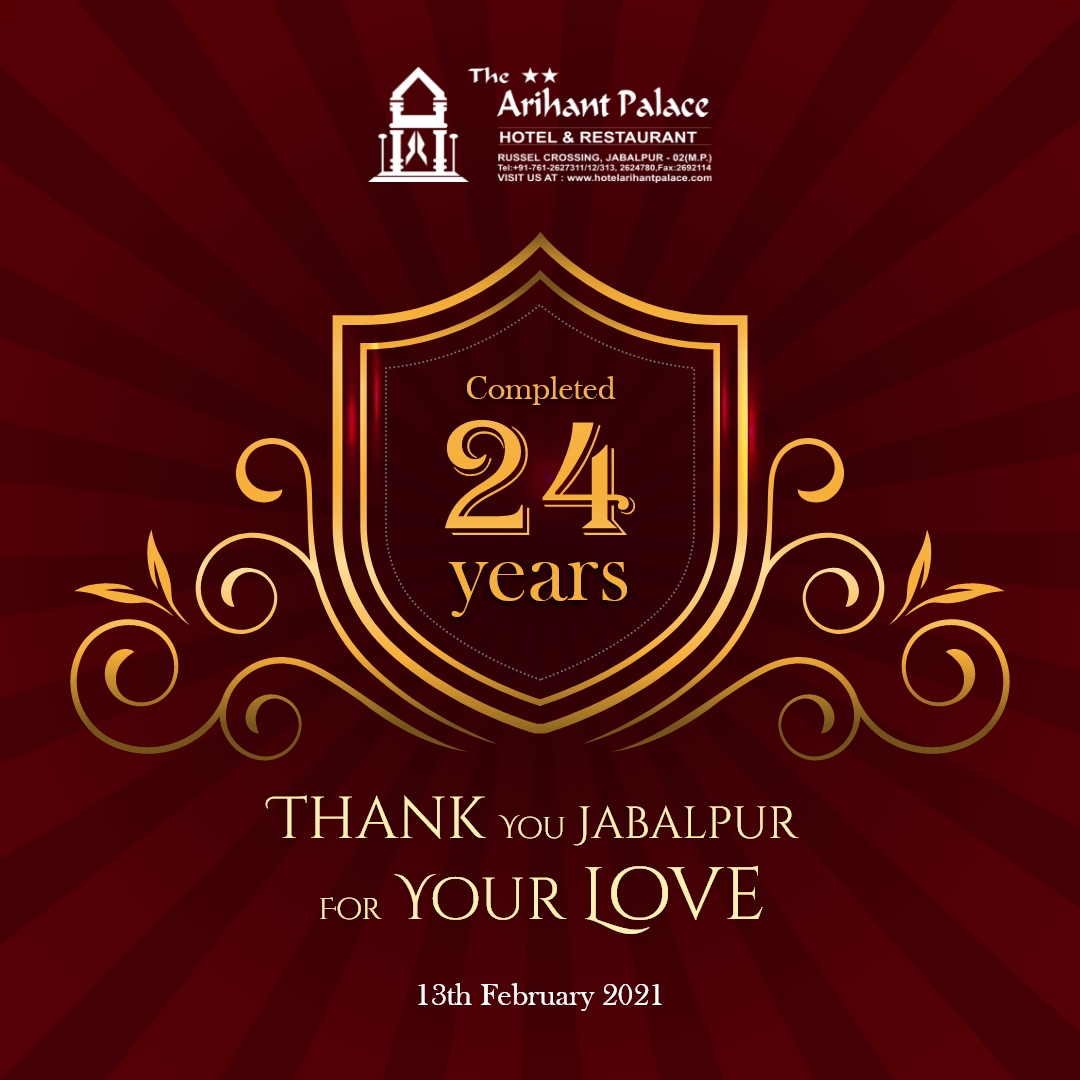 The ★★
Arihant Palace
HOTEL & RESTAURANT
RUSSEL CROSSING, JABALPUR - 02(M.P.)
Tel:+91-761-2627311/12/313, 2624780,Fax:2692114
VISIT US AT : www.hotelarihantpalace.com
Completed
24
years
THANK YOU JABALPUR
FOR YOUR LOVE
13th February 2021